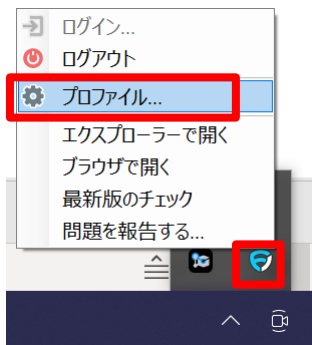 ログイン...
ログアウト
プロファイル...
エクスプローラーで開く
ブラウザで開く
最新版のチェック
問題を報告する...